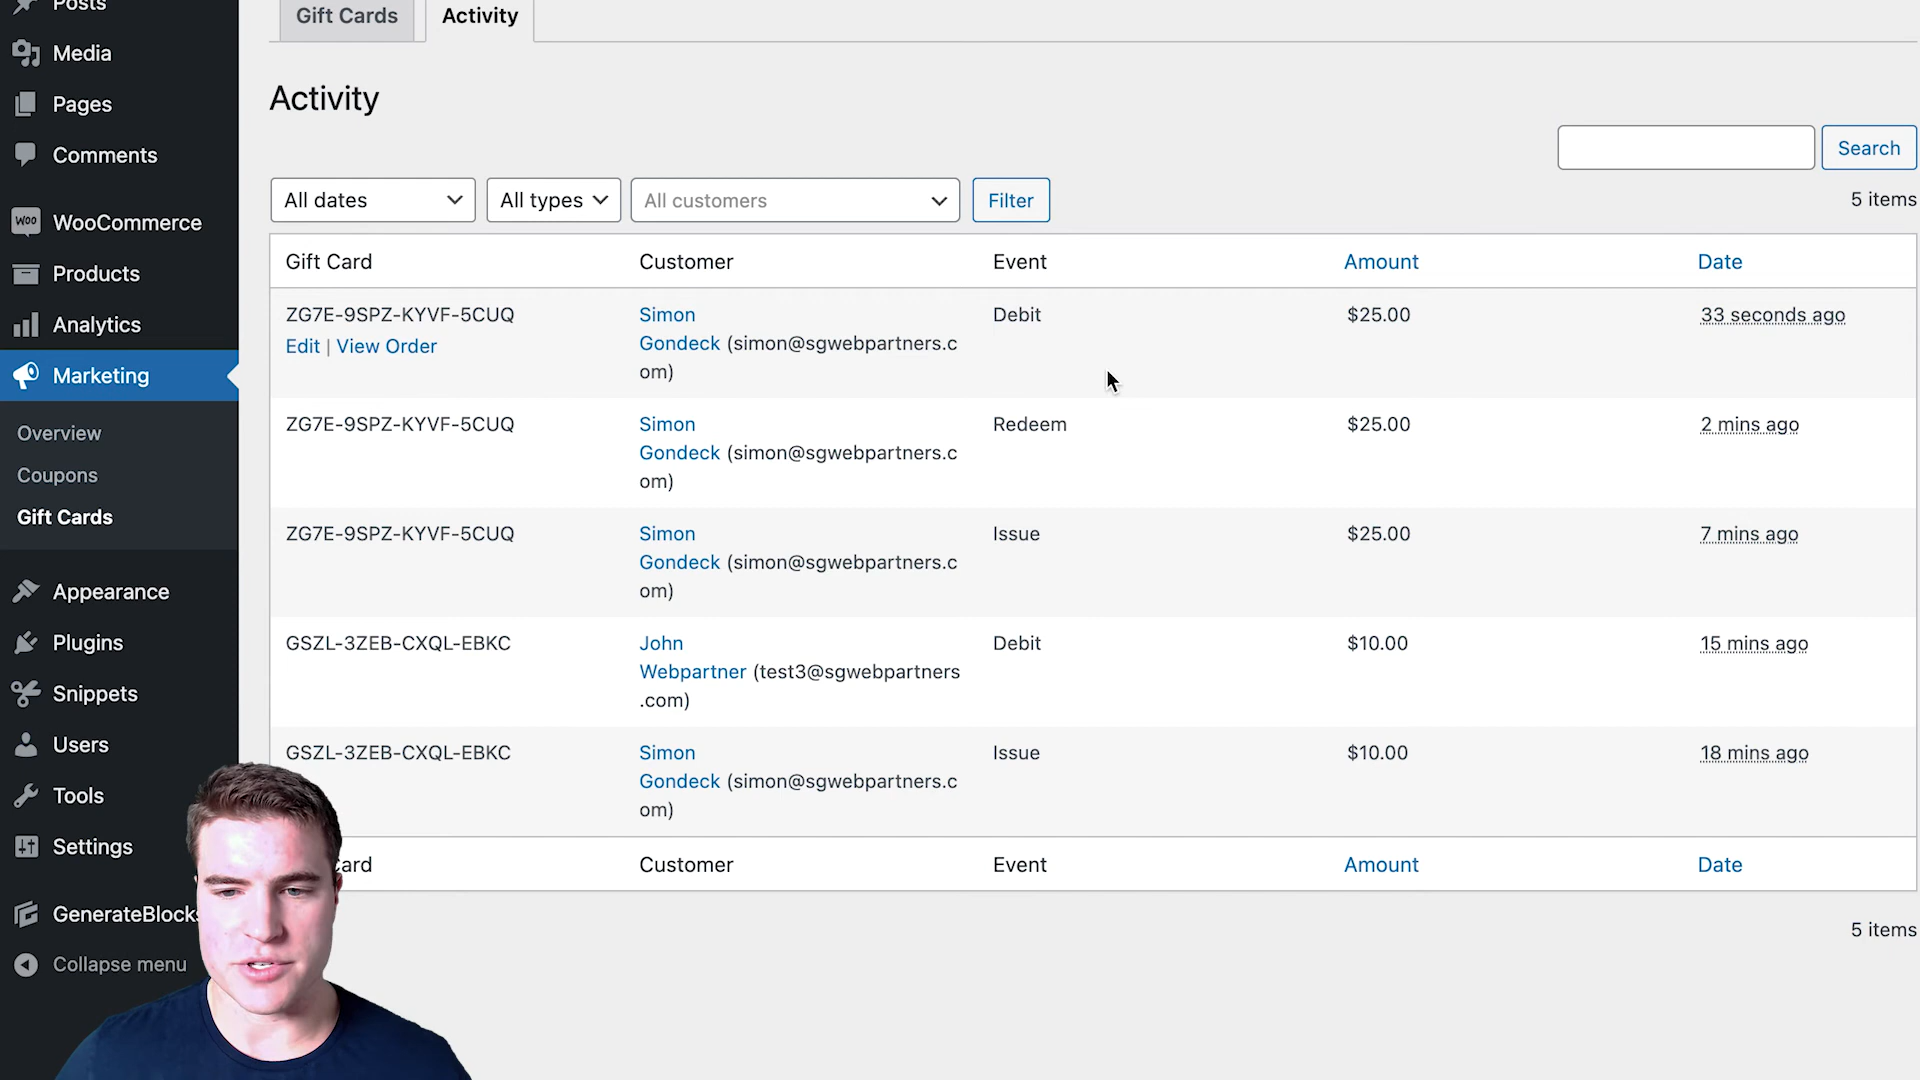 Posts
Media
Pages
Comments
WooCommerce
Products
Analytics
Marketing
Overview
Coupons
Gift Cards
Appearance
Plugins
Snippets
Users
Tools
Settings
GenerateBlocks
Collapse menu
Gift Cards Activity
Activity
Search
All dates All types All customers Filter 5 items
Gift Card Customer Event Amount Date
ZG7E-9SPZ-KYVF-5CUQ Simon Debit $25.00 33 seconds ago
Edit | View Order Gondeck (simon@sgwebpartners.c
om)
ZG7E-9SPZ-KYVF-5CUQ Simon Redeem $25.00 2 mins ago
Gondeck (simon@sgwebpartners.c
om)
ZG7E-9SPZ-KYVF-5CUQ Simon Issue $25.00 7 mins ago
Gondeck (simon@sgwebpartners.c
om)
GSZL-3ZEB-CXQL-EBKC John Debit $10.00 15 mins ago
Webpartner (test3@sgwebpartners
.com)
GSZL-3ZEB-CXQL-EBKC Simon Issue $10.00 18 mins ago
Gondeck (simon@sgwebpartners.c
om)
Card Customer Event Amount Date
5 items